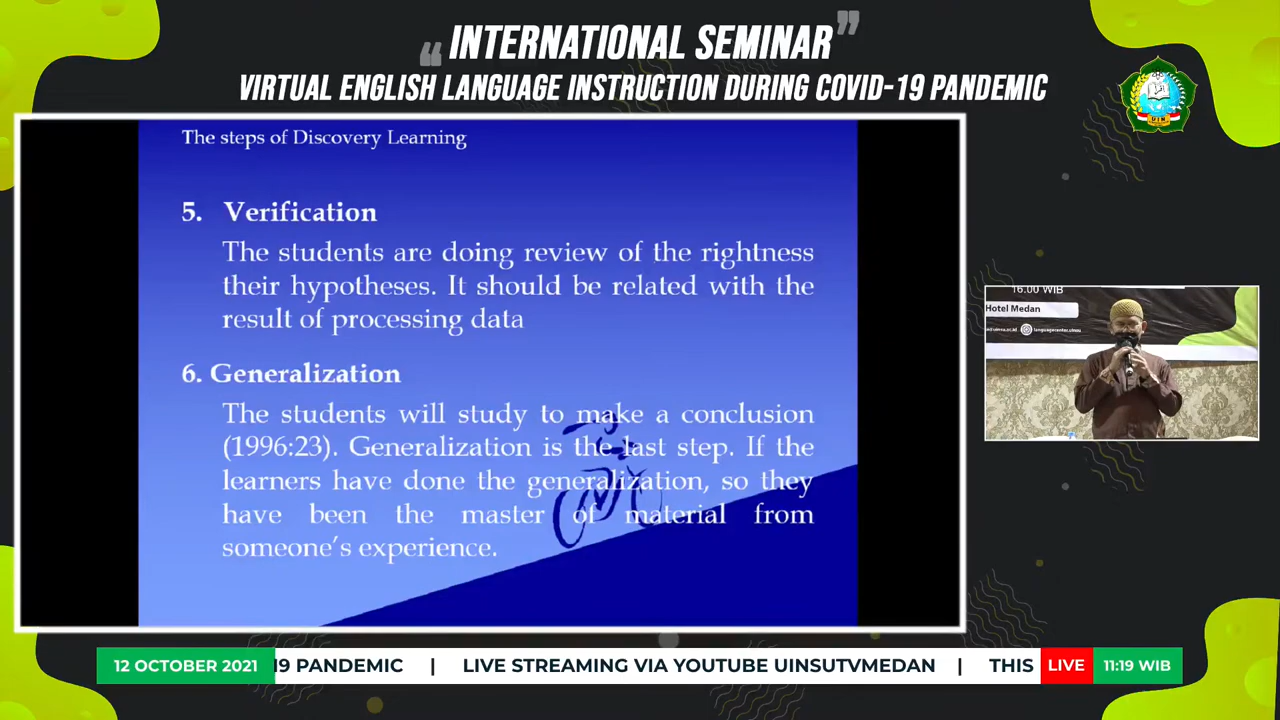 “ INTERNATIONAL SEMINAR ”
VIRTUAL ENGLISH LANGUAGE INSTRUCTION DURING COVID-19 PANDEMIC
UIN
The steps of Discovery Learning
5. Verification
The students are doing review of the rightness
their hypotheses. It should be related with the
result of processing data
6. Generalization
The students will study to make a conclusion
(1996:23). Generalization is the last step. If the
learners have done the generalization, so they
have been the master of material from
someone’s experience.
16.00 WIB
Hotel Medan
12 OCTOBER 2021
19 PANDEMIC | LIVE STREAMING VIA YOUTUBE UINSUTVMEDAN | THIS
LIVE
11:19 WIB